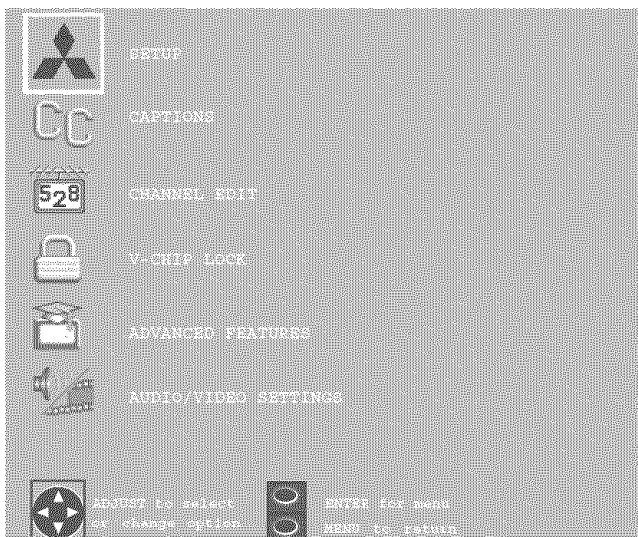 SETUP
CC
CAPTIONS
528
CHANNEL EDIT
V-CHIP LOCK
ADVANCED FEATURES
AUDIO/VIDEO SETTINGS
ADJUST to select
or change option
ENTER for menu
MENU to return